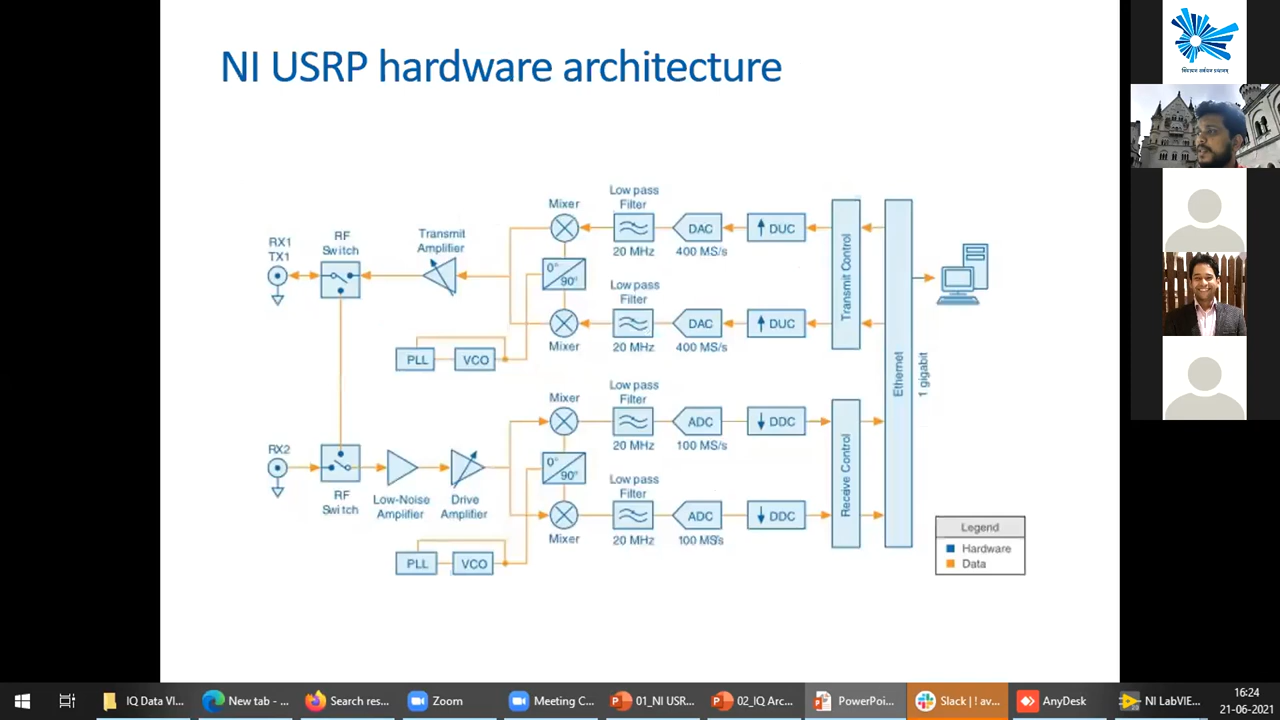 NI USRP hardware architecture
RX1
TX1
RF
Switch
Transmit
Amplifier
PLL
VCO
Mixer
0°
90°
Mixer
Low pass
Filter
20 MHz
DAC
400 MS/s
DUC
Low pass
Filter
20 MHz
DAC
400 MS/s
DUC
Transmit Control
Ethernet
1 gigabit
RX2
RF
Switch
Low-Noise
Amplifier
Drive
Amplifier
PLL
VCO
Mixer
0°
90°
Mixer
Low pass
Filter
20 MHz
ADC
100 MS/s
DDC
Low pass
Filter
20 MHz
ADC
100 MS/s
DDC
Receive Control
Legend
Hardware
Data
IQ Data VI...
New tab - ...
Search res...
Zoom
Meeting C...
01_NI USR...
02_IQ Arc...
PowerPoi...
Slack | ! av...
AnyDesk
NI LabVIE...
16:24
21-06-2021